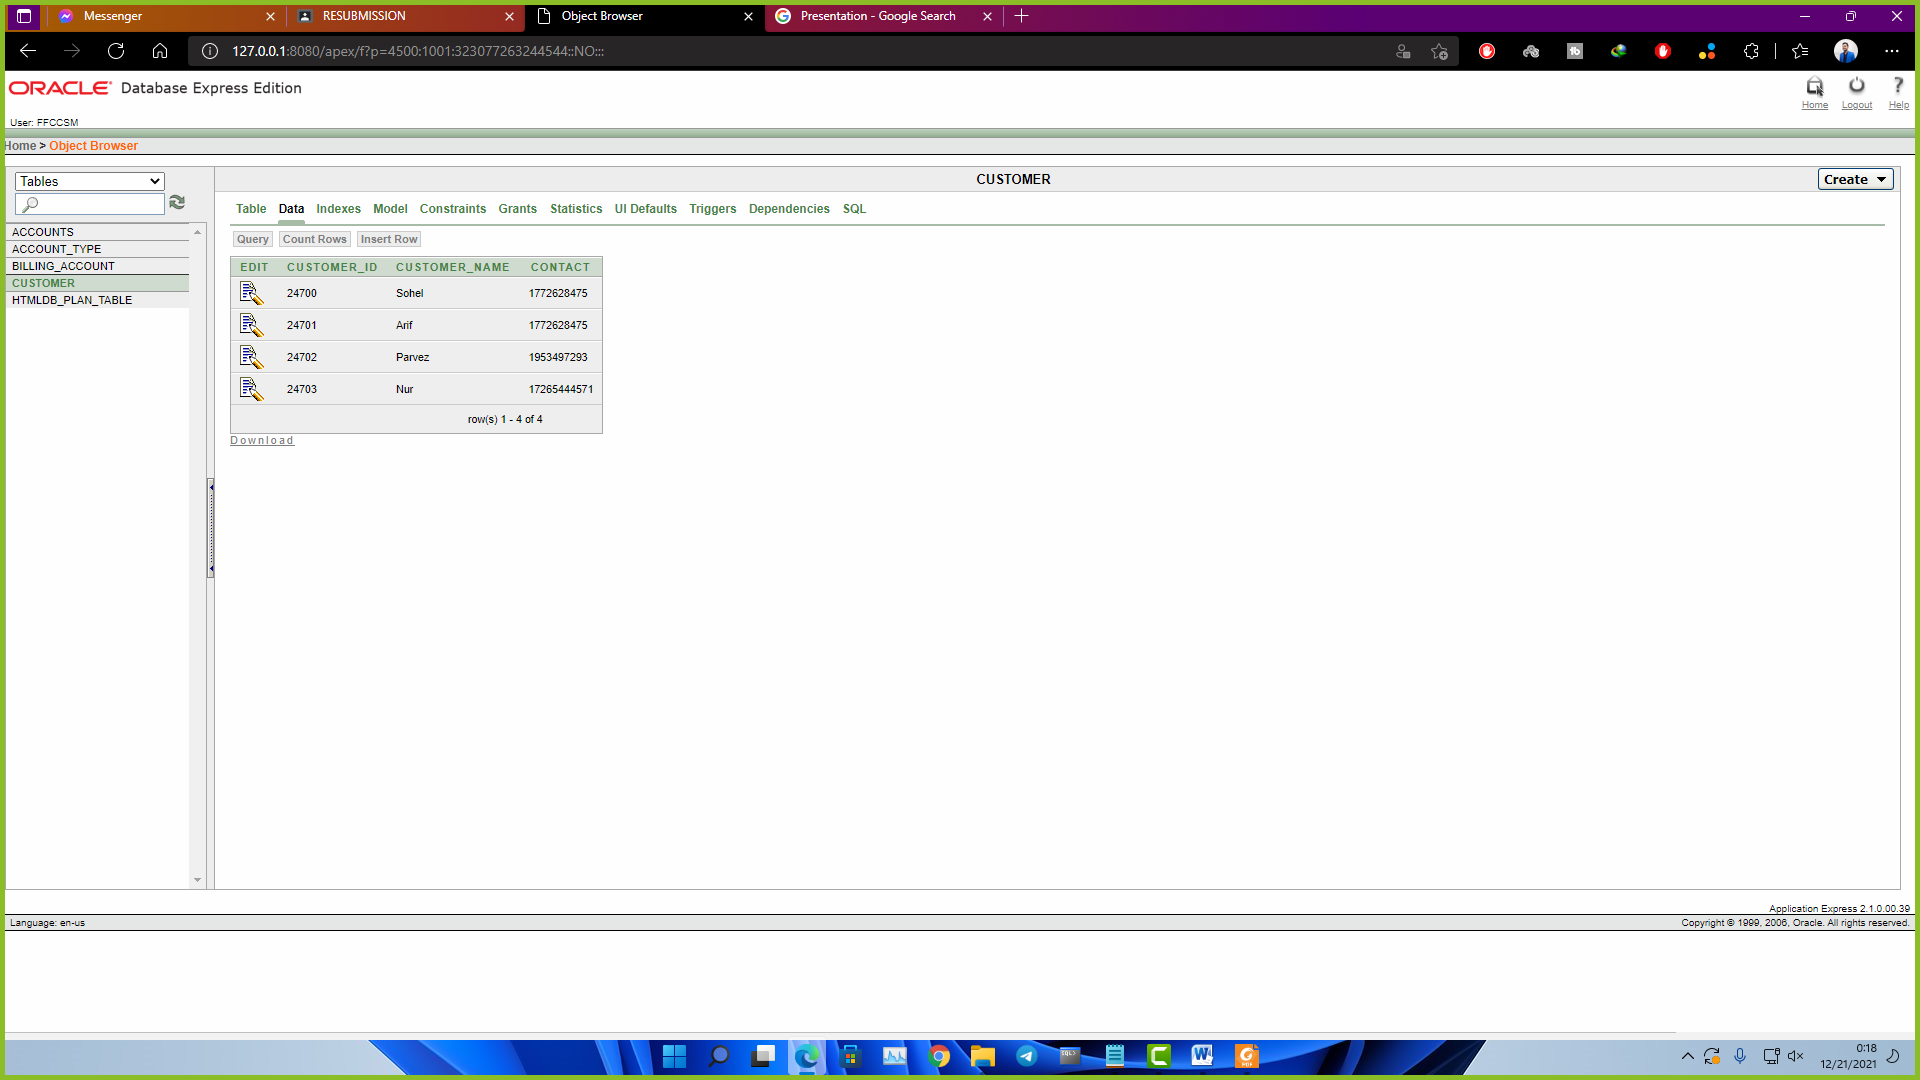 Messenger
RESUBMISSION
Object Browser
Presentation - Google Search
127.0.0.1:8080/apex/f?p=4500:1001:323077263244544::NO:::
ORACLE Database Express Edition
Home
Logout
Help
User: FFCCSM
Home > Object Browser
Tables
CUSTOMER
Create
Table Data Indexes Model Constraints Grants Statistics UI Defaults Triggers Dependencies SQL
ACCOUNTS
ACCOUNT_TYPE
BILLING_ACCOUNT
CUSTOMER
HTMLDB_PLAN_TABLE
Query Count Rows Insert Row
EDIT CUSTOMER_ID CUSTOMER_NAME CONTACT
24700 Sohel 1772628475
24701 Arif 1772628475
24702 Parvez 1953497293
24703 Nur 17265444571
row(s) 1 - 4 of 4
Download
Application Express 2.1.0.00.39
Language: en-us
Copyright © 1999, 2006, Oracle. All rights reserved.
0:18
12/21/2021